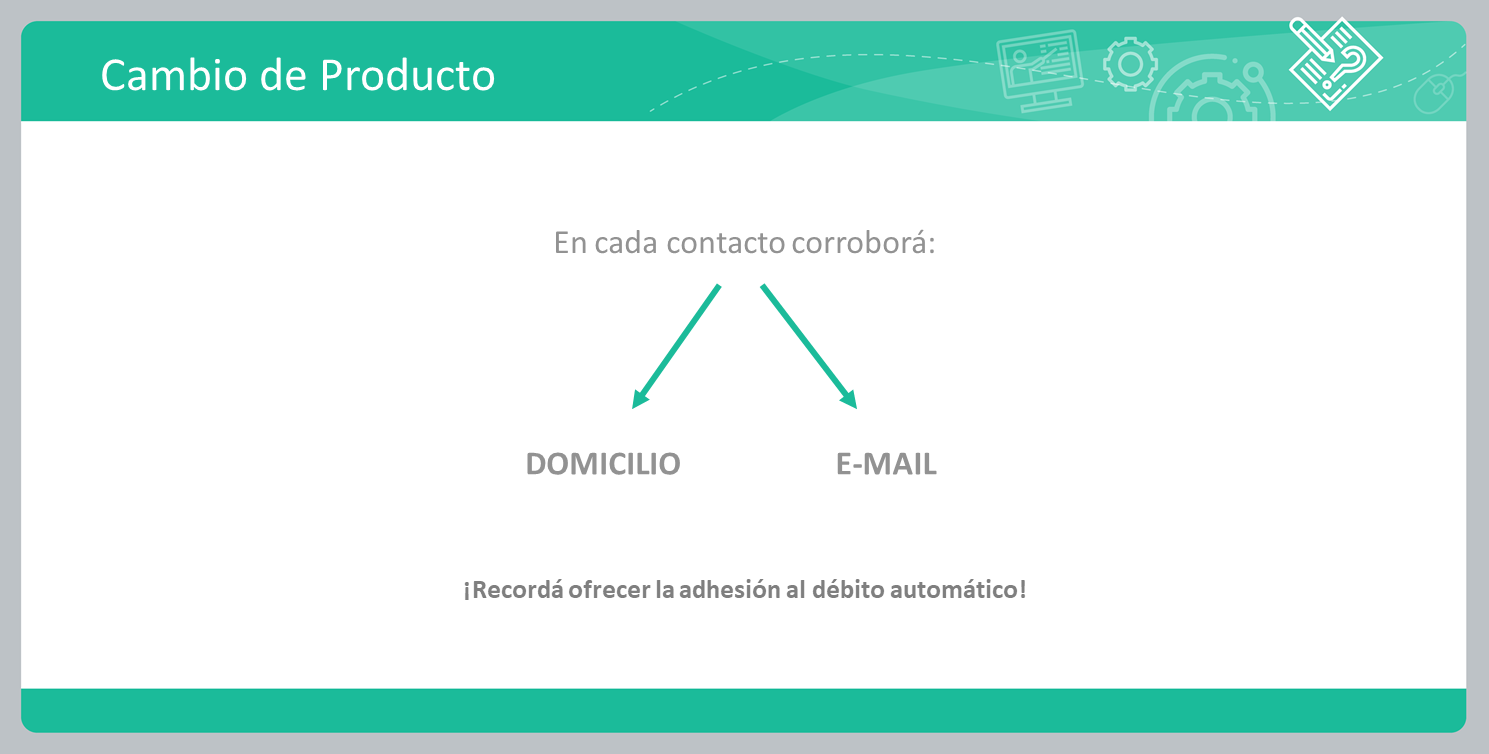 Cambio de Producto
En cada contacto corroborá:
DOMICILIO
E-MAIL
¡Recordá ofrecer la adhesión al débito automático!